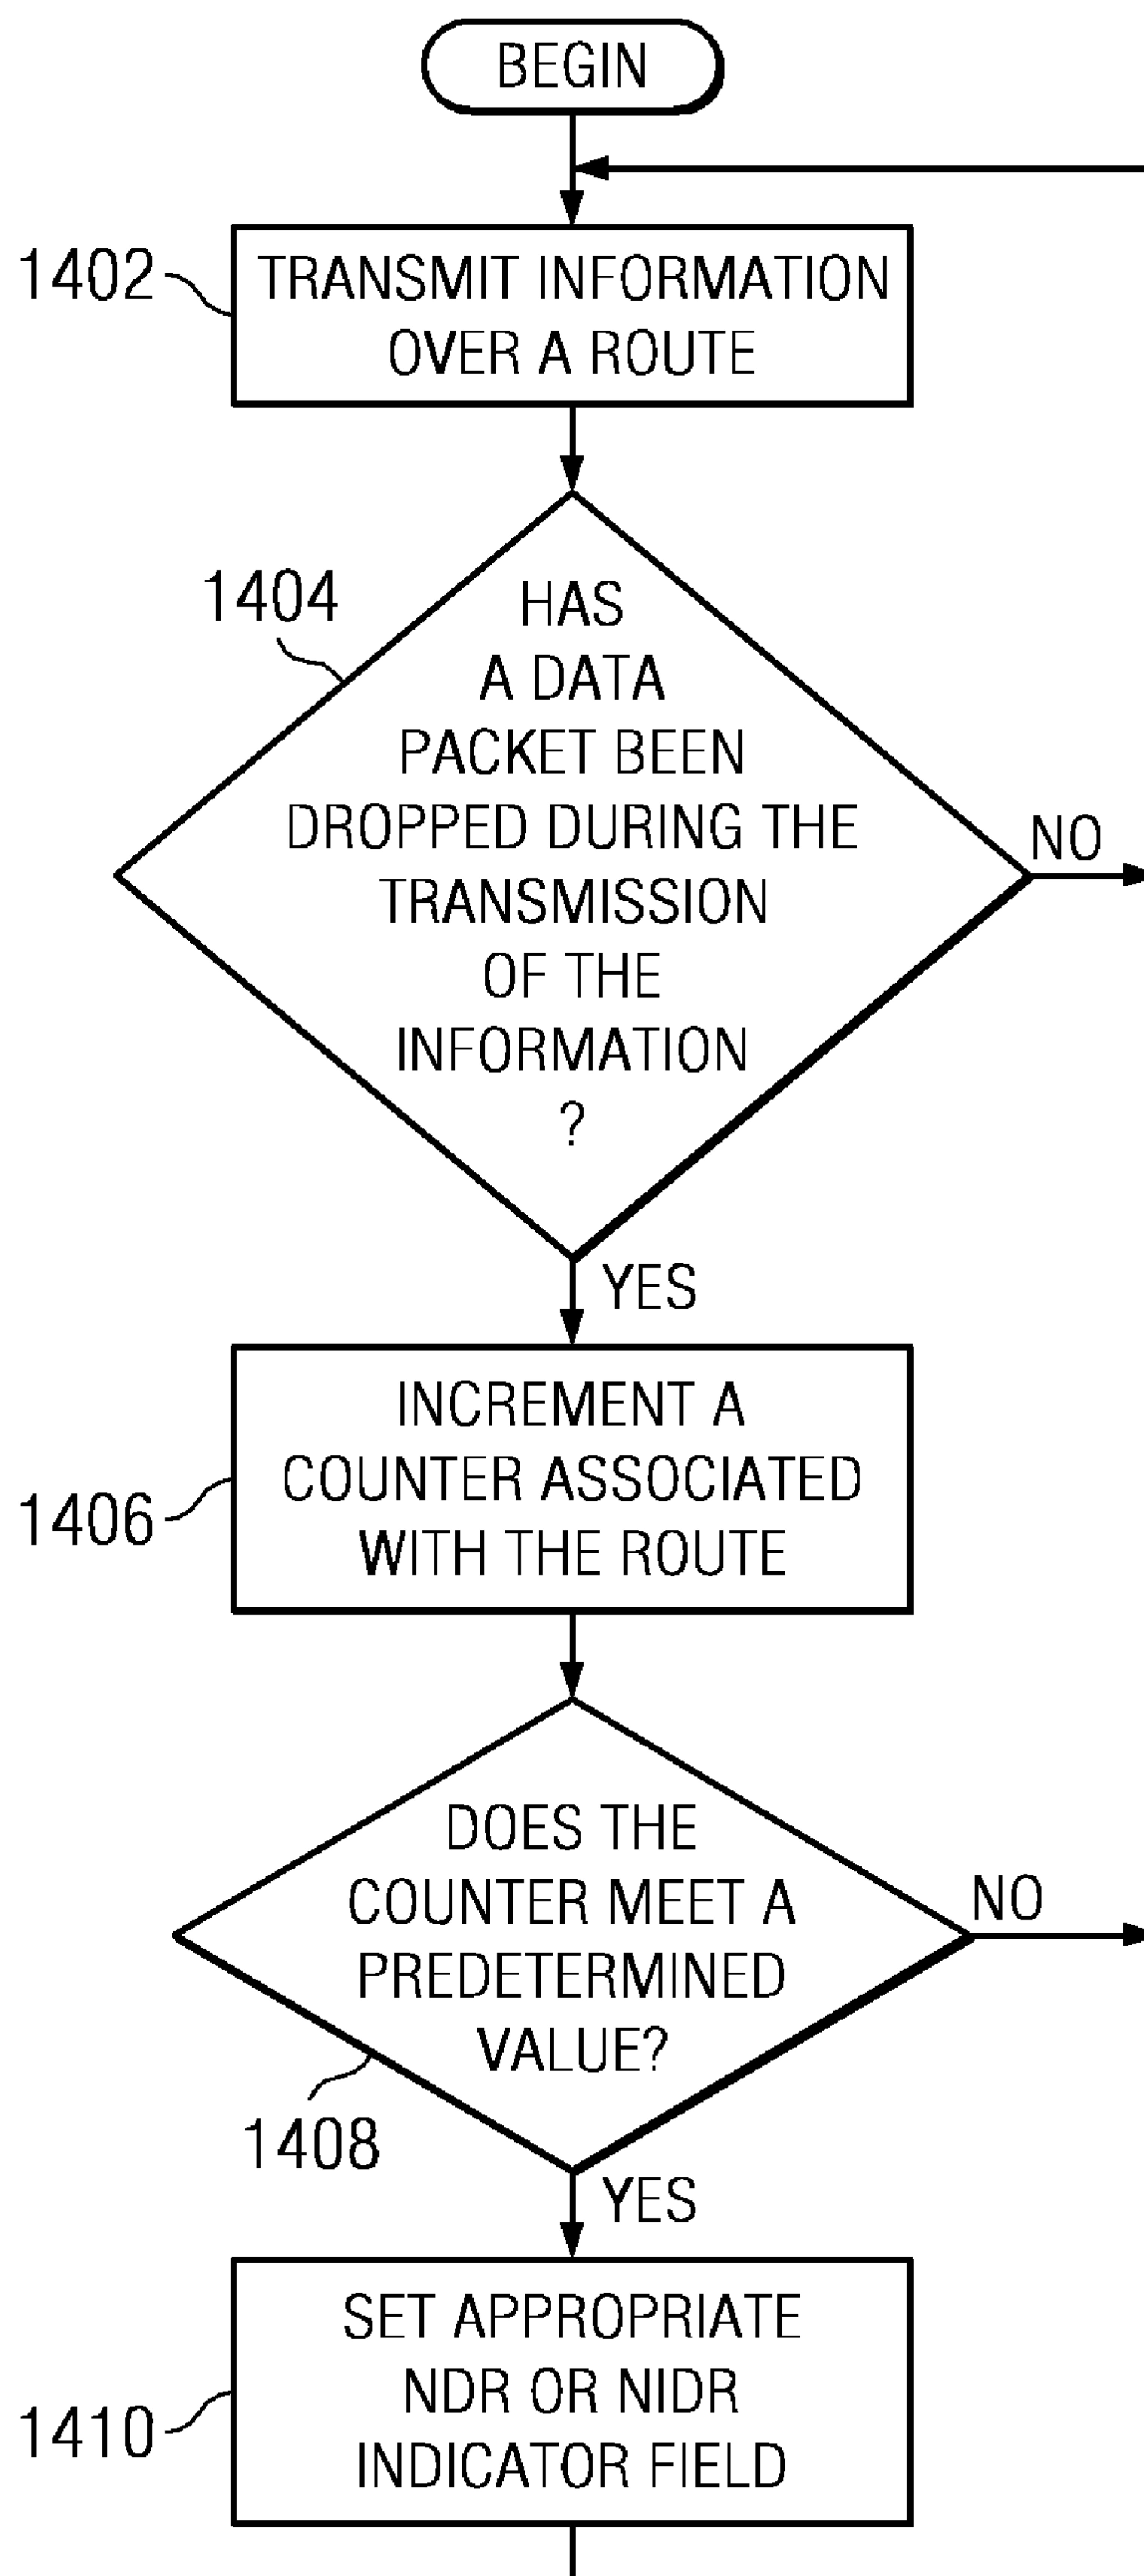 BEGIN
1402
TRANSMIT INFORMATION
OVER A ROUTE
1404
HAS
A DATA
PACKET BEEN
DROPPED DURING THE
TRANSMISSION
OF THE
INFORMATION
?
NO
YES
1406
INCREMENT A
COUNTER ASSOCIATED
WITH THE ROUTE
DOES THE
COUNTER MEET A
PREDETERMINED
VALUE?
NO
1408
YES
1410
SET APPROPRIATE
NDR OR NIDR
INDICATOR FIELD